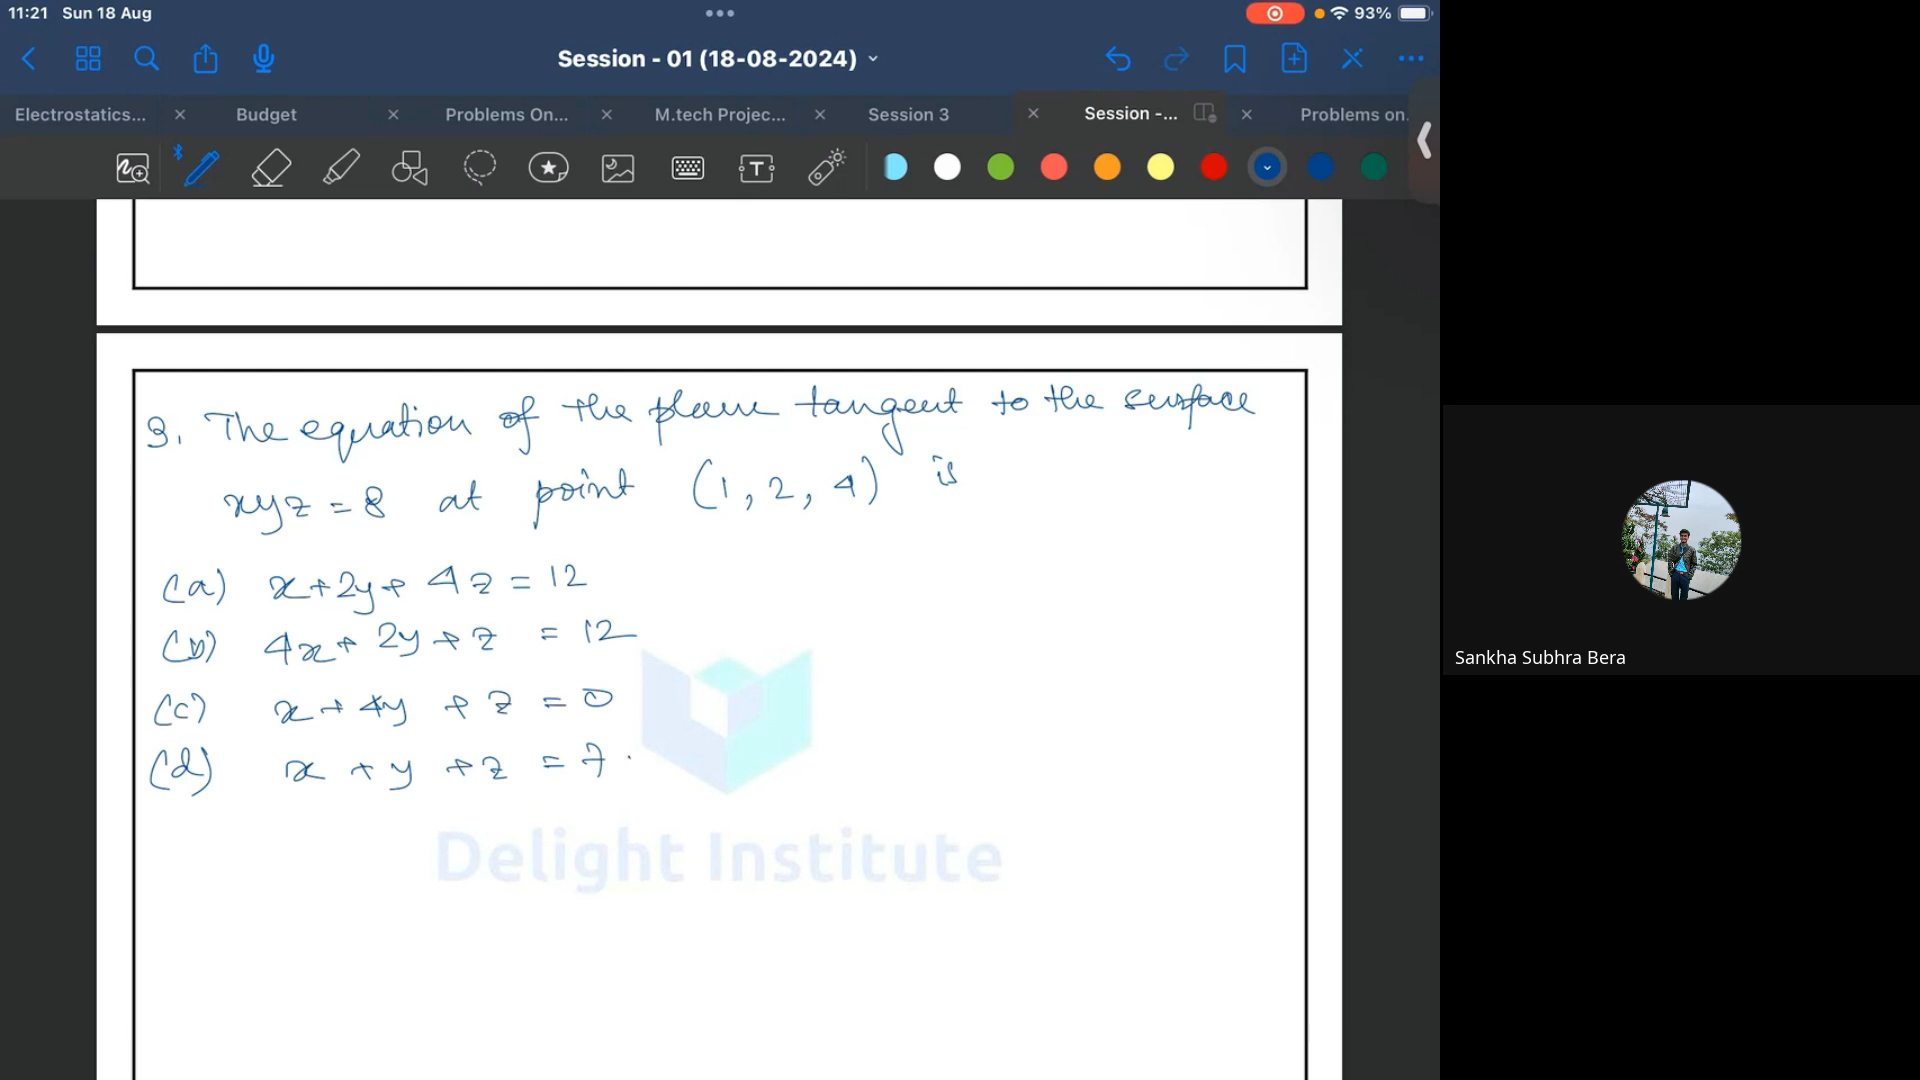 11:21 Sun 18 Aug
93%
Session - 01 (18-08-2024)
Electrostatics...
Budget
Problems On...
M.tech Projec...
Session 3
Session -...
Problems on.
3. The equation of the plane tangent to the surface
xyz = 8 at point (1, 2, 4) is
(a) x + 2y + 4z = 12
(b) 4x + 2y + z = 12
(c) x + 4y + z = 0
(d) x + y + z = 7.
Delight Institute
Sankha Subhra Bera